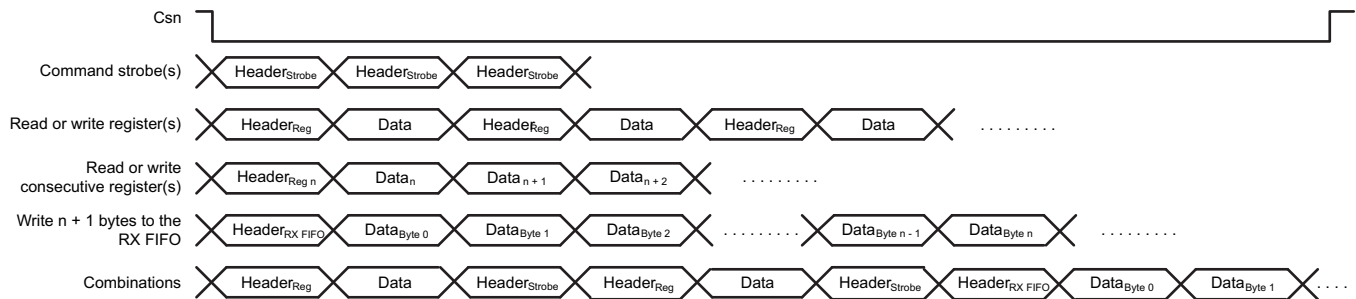 Csn
Command strobe(s) HeaderStrobe HeaderStrobe HeaderStrobe
Read or write register(s) HeaderReg Data HeaderReg Data HeaderReg Data .........
Read or write
consecutive register(s) HeaderReg n Datan Datan + 1 Datan + 2 .........
Write n + 1 bytes to the
RX FIFO HeaderRX FIFO DataByte 0 DataByte 1 DataByte 2 ......... DataByte n - 1 DataByte n .........
Combinations HeaderReg Data HeaderStrobe HeaderReg Data HeaderStrobe HeaderRX FIFO DataByte 0 DataByte 1 ....